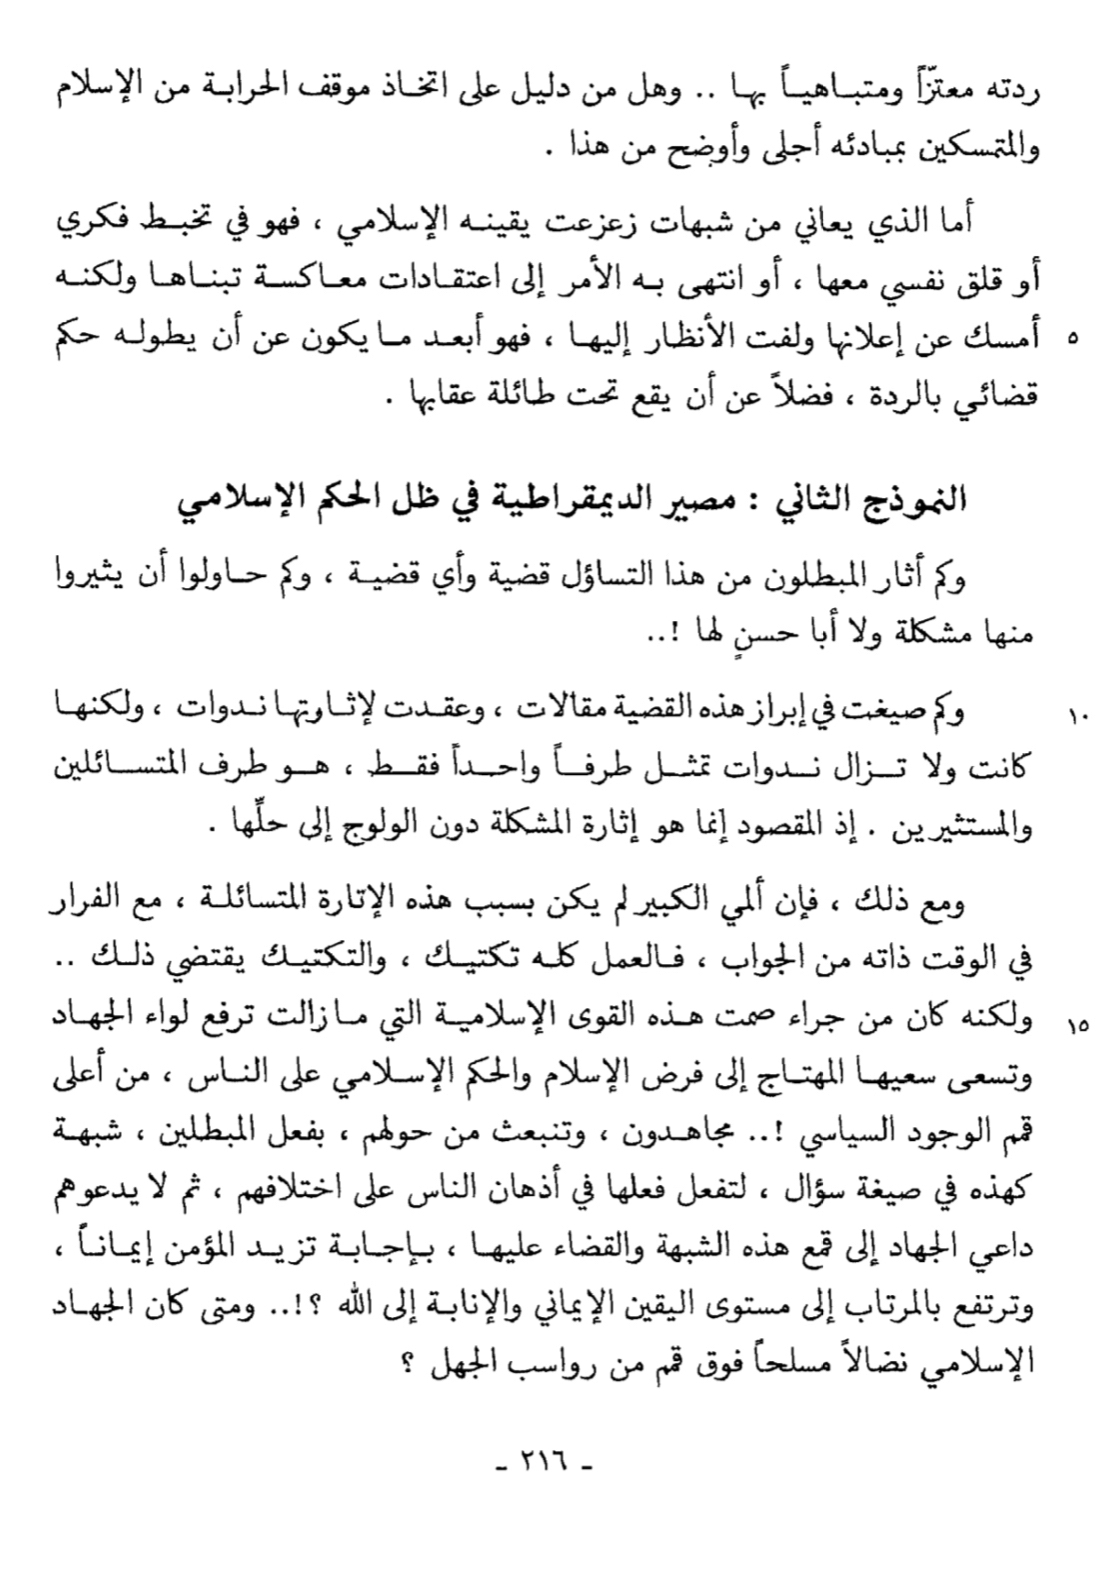 ردته معتزّاً ومتباهياً بها .. وهل من دليل على اتخاذ موقف الحرابة من الإسلام
والمتمسكين بمبادئه أجلى وأوضح من هذا .
أما الذي يعاني من شبهات زعزعت يقينه الإسلامي ، فهو في تخبط فكري
أو قلق نفسي معها ، أو انتهى به الأمر إلى اعتقادات معاكسة تبناها ولكنه
٥ أمسك عن إعلانها ولفت الأنظار إليها ، فهو أبعد ما يكون عن أن يطوله حكم
قضائي بالردة ، فضلاً عن أن يقع تحت طائلة عقابها .
النموذج الثاني : مصير الديمقراطية في ظل الحكم الإسلامي
وكم أثار المبطلون من هذا التساؤل قضية وأي قضية ، وكم حاولوا أن يثيروا
منها مشكلة ولا أبا حسنٍ لها !..
١٠ وكم صيغت في إبراز هذه القضية مقالات ، وعقدت لإثارتها ندوات ، ولكنها
كانت ولا تزال ندوات تمثل طرفاً واحداً فقط ، هو طرف المتسائلين
والمستثيرين . إذ المقصود إنما هو إثارة المشكلة دون الولوج إلى حلِّها .
ومع ذلك ، فإن ألمي الكبير لم يكن بسبب هذه الإتارة المتسائلة ، مع الفرار
في الوقت ذاته من الجواب ، فالعمل كله تكتيك ، والتكتيك يقتضي ذلك ..
١٥ ولكنه كان من جراء صمت هذه القوى الإسلامية التي ما زالت ترفع لواء الجهاد
وتسعى سعيها المهتاج إلى فرض الإسلام والحكم الإسلامي على الناس ، من أعلى
قمم الوجود السياسي !.. مجاهدون ، وتنبعث من حولهم ، بفعل المبطلين ، شبهة
كهذه في صيغة سؤال ، لتفعل فعلها في أذهان الناس على اختلافهم ، ثم لا يدعوهم
داعي الجهاد إلى قمع هذه الشبهة والقضاء عليها ، بإجابة تزيد المؤمن إيماناً ،
وترتفع بالمرتاب إلى مستوى اليقين الإيماني والإنابة إلى الله ؟!.. ومتى كان الجهاد
الإسلامي نضالاً مسلحاً فوق قمم من رواسب الجهل ؟
- ٢١٦ -